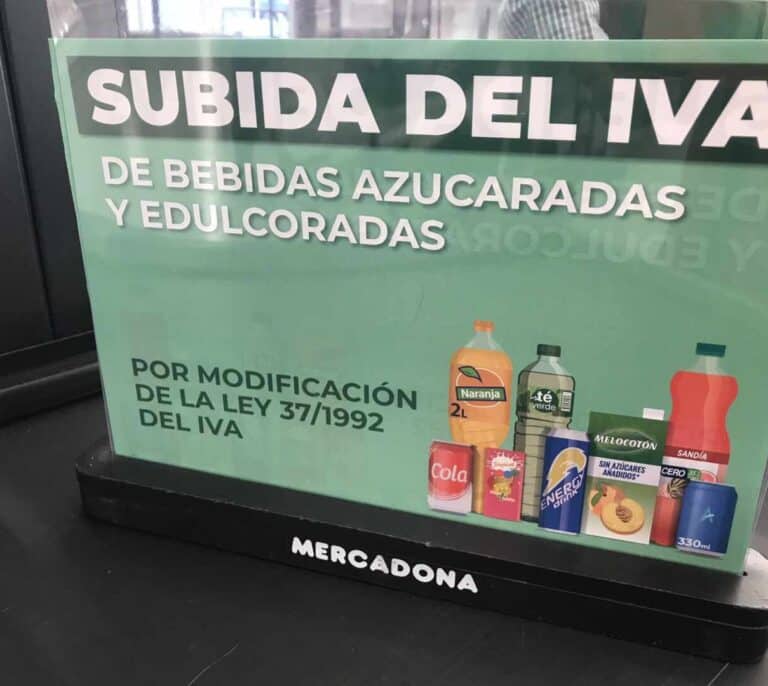 SUBIDA DEL IVA
DE BEBIDAS AZUCARADAS
Y EDULCORADAS
POR MODIFICACIÓN
DE LA LEY 37/1992
DEL IVA
Naranja
2L
té
verde
Cola
ENERGY
drink
MELOCOTÓN
SIN AZÚCARES
AÑADIDOS*
SANDÍA
CERO
330ml
MERCADONA